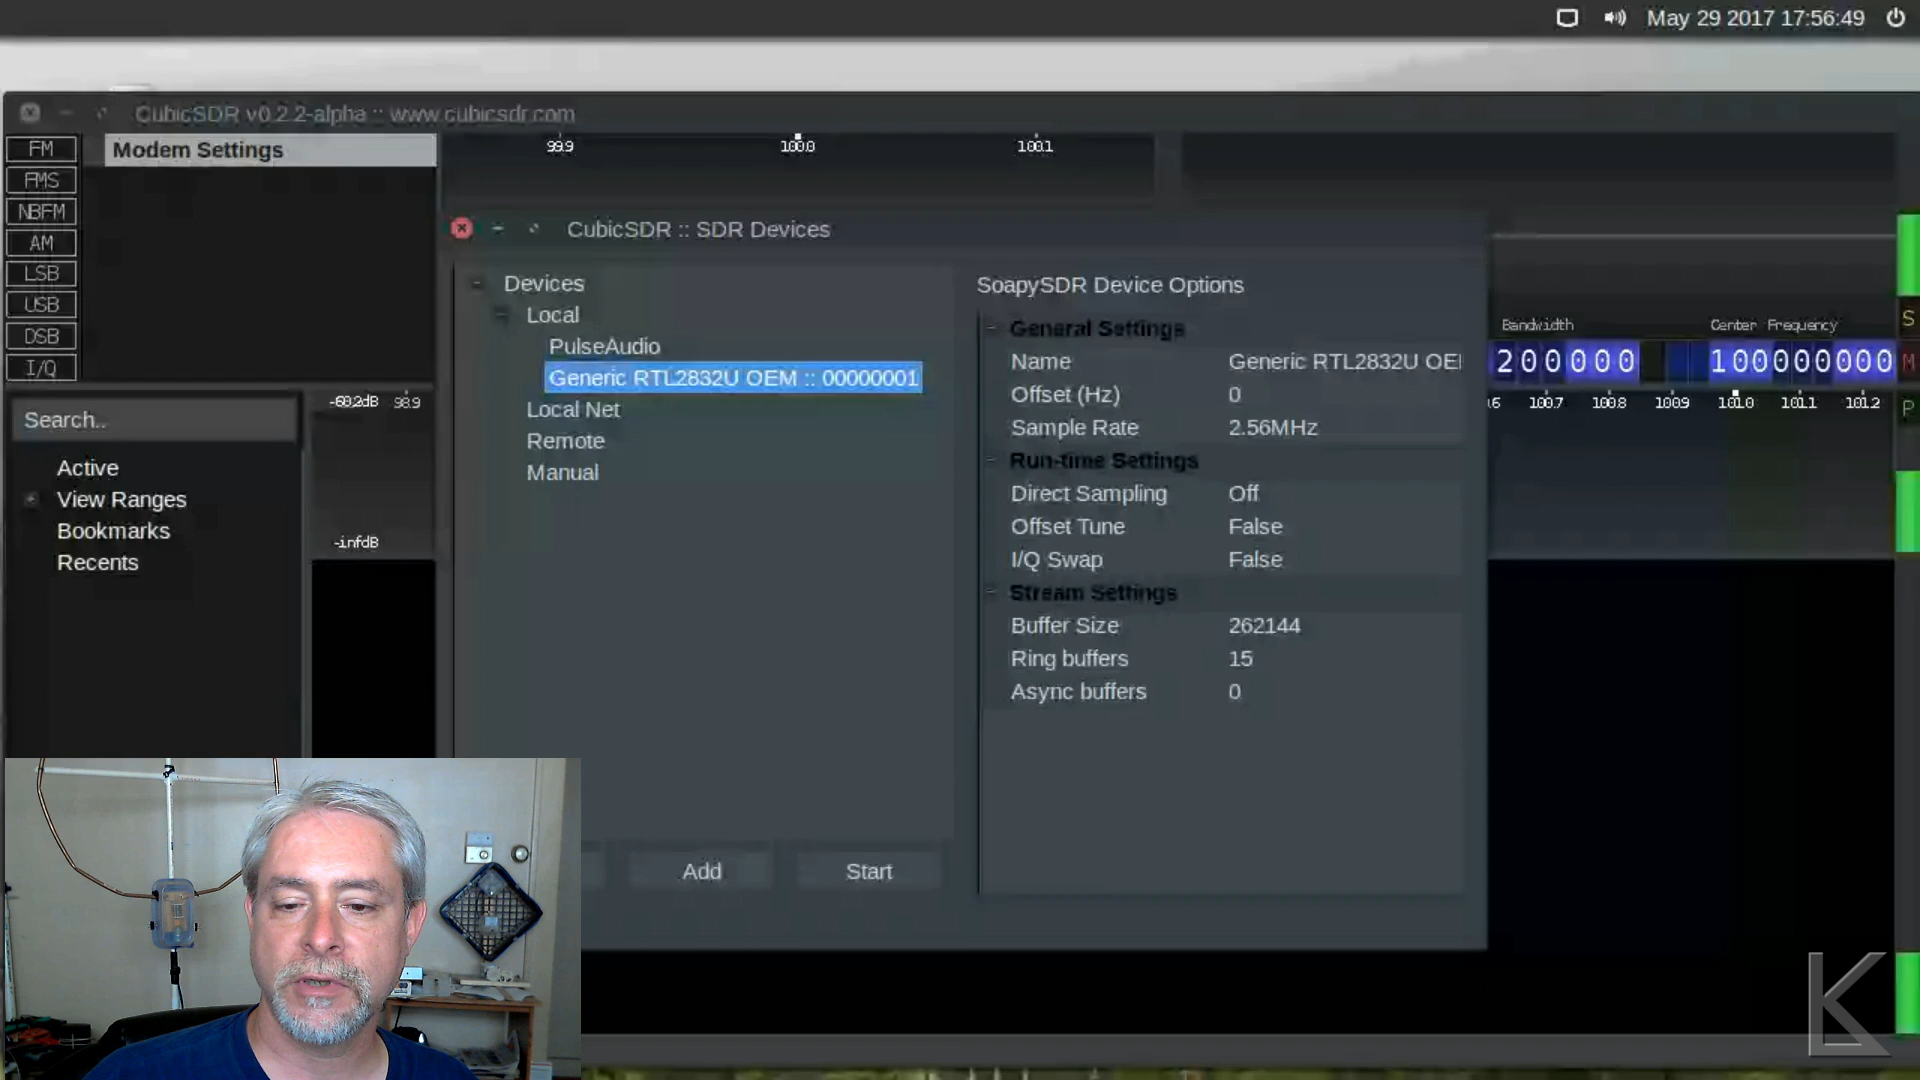 May 29 2017 17:56:49
CubicSDR v0.2.2-alpha :: www.cubicsdr.com
FM
FMS
NBFM
AM
LSB
USB
DSB
I/Q
Modem Settings
99.9 100.0 100.1
Search..
Active
View Ranges
Bookmarks
Recents
-60.2dB 98.9
-infdB
CubicSDR :: SDR Devices
Devices
Local
PulseAudio
Generic RTL2832U OEM :: 00000001
Local Net
Remote
Manual
Add Start
SoapySDR Device Options
General Settings
Name Generic RTL2832U OE
Offset (Hz) 0
Sample Rate 2.56MHz
Run-time Settings
Direct Sampling Off
Offset Tune False
I/Q Swap False
Stream Settings
Buffer Size 262144
Ring buffers 15
Async buffers 0
Bandwidth Center Frequency
200000 100000000
.6 100.7 100.8 100.9 101.0 101.1 101.2
S
M
P
K